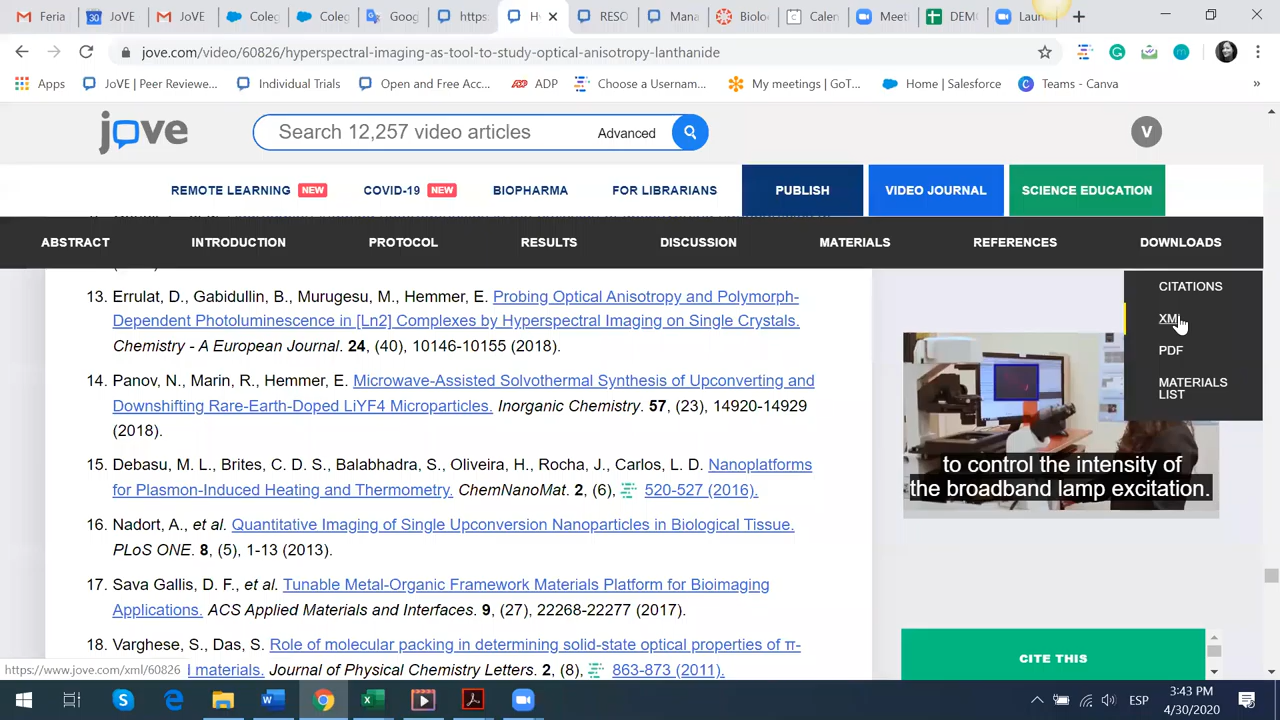 Feria
JoVE
JoVE
Coleg
Coleg
Goog
https:
Hy
RESO
Mana
Biolo
Calen
Meeti
DEM
Laun
jove.com/video/60826/hyperspectral-imaging-as-tool-to-study-optical-anisotropy-lanthanide
Apps
JoVE | Peer Reviewe...
Individual Trials
Open and Free Acc...
ADP
Choose a Usernam...
My meetings | GoT...
Home | Salesforce
Teams - Canva
»
jove
Search 12,257 video articles
Advanced
V
REMOTE LEARNING NEW
COVID-19 NEW
BIOPHARMA
FOR LIBRARIANS
PUBLISH
VIDEO JOURNAL
SCIENCE EDUCATION
ABSTRACT
INTRODUCTION
PROTOCOL
RESULTS
DISCUSSION
MATERIALS
REFERENCES
DOWNLOADS
CITATIONS
XML
PDF
MATERIALS
LIST
13. Errulat, D., Gabidullin, B., Murugesu, M., Hemmer, E. Probing Optical Anisotropy and Polymorph-
Dependent Photoluminescence in [Ln2] Complexes by Hyperspectral Imaging on Single Crystals.
Chemistry - A European Journal. 24, (40), 10146-10155 (2018).
14. Panov, N., Marin, R., Hemmer, E. Microwave-Assisted Solvothermal Synthesis of Upconverting and
Downshifting Rare-Earth-Doped LiYF4 Microparticles. Inorganic Chemistry. 57, (23), 14920-14929
(2018).
15. Debasu, M. L., Brites, C. D. S., Balabhadra, S., Oliveira, H., Rocha, J., Carlos, L. D. Nanoplatforms
for Plasmon-Induced Heating and Thermometry. ChemNanoMat. 2, (6), 520-527 (2016).
16. Nadort, A., et al. Quantitative Imaging of Single Upconversion Nanoparticles in Biological Tissue.
PLoS ONE. 8, (5), 1-13 (2013).
17. Sava Gallis, D. F., et al. Tunable Metal-Organic Framework Materials Platform for Bioimaging
Applications. ACS Applied Materials and Interfaces. 9, (27), 22268-22277 (2017).
18. Varghese, S., Das, S. Role of molecular packing in determining solid-state optical properties of π-
l materials. Journal of Physical Chemistry Letters. 2, (8), 863-873 (2011).
to control the intensity of
the broadband lamp excitation.
CITE THIS
https://www.jove.com/xml/60826
ESP
3:43 PM
4/30/2020